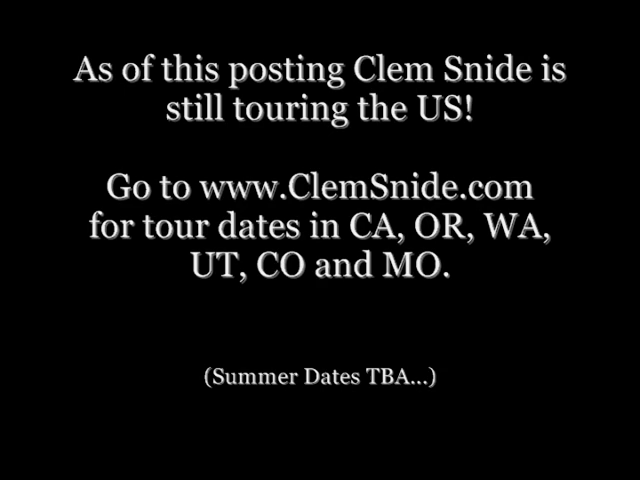 As of this posting Clem Snide is
still touring the US!
Go to www.ClemSnide.com
for tour dates in CA, OR, WA,
UT, CO and MO.
(Summer Dates TBA...)